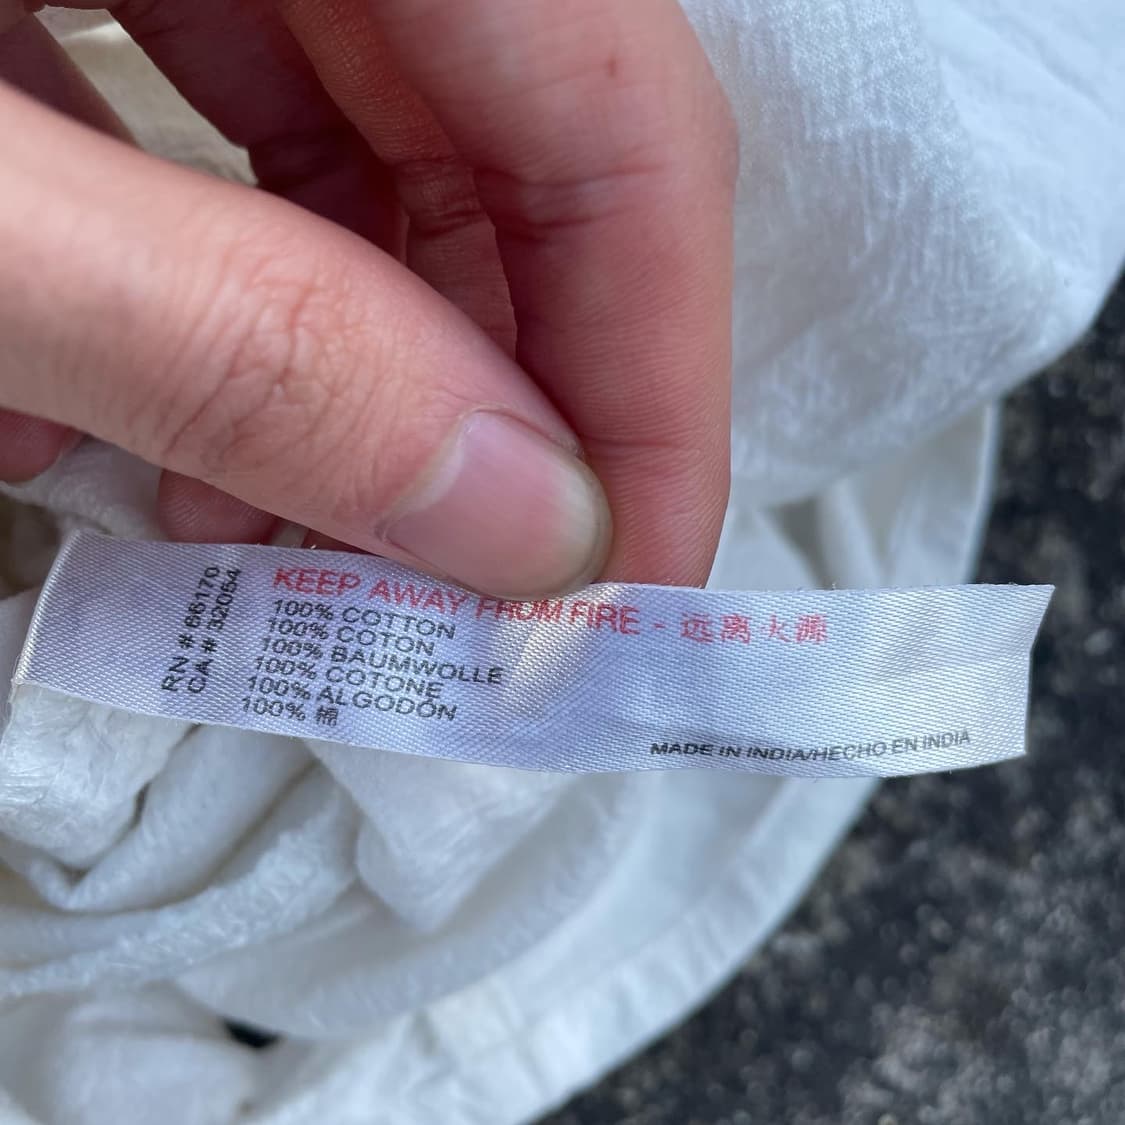 RN # 66170
CA # 32054
KEEP AWAY FROM FIRE - 远离火源
100% COTTON
100% COTON
100% BAUMWOLLE
100% COTONE
100% ALGODÓN
100% 棉
MADE IN INDIA/HECHO EN INDIA